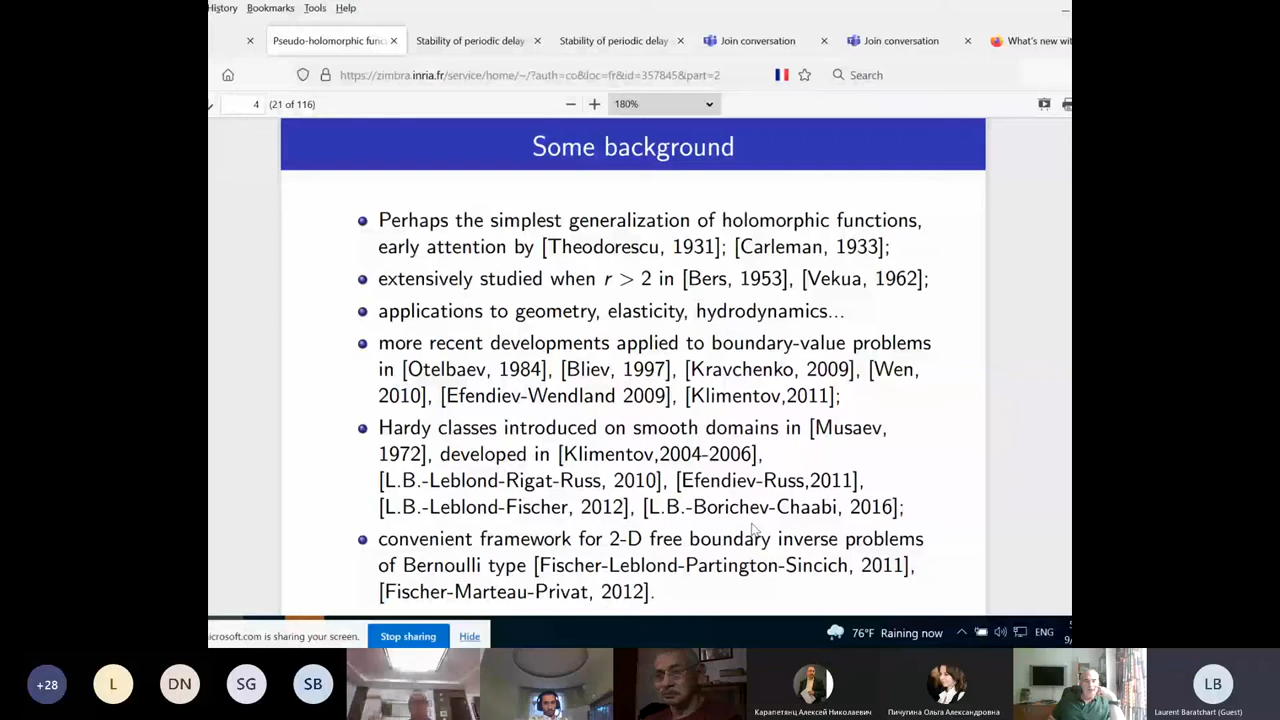 History Bookmarks Tools Help
Pseudo-holomorphic func
Stability of periodic delay
Stability of periodic delay
Join conversation
Join conversation
What's new wit
https://zimbra.inria.fr/service/home/~/?auth=co&loc=fr&id=357845&part=2
Search
4 (21 of 116)
180%
Some background
Perhaps the simplest generalization of holomorphic functions,
early attention by [Theodorescu, 1931]; [Carleman, 1933];
extensively studied when r > 2 in [Bers, 1953], [Vekua, 1962];
applications to geometry, elasticity, hydrodynamics...
more recent developments applied to boundary-value problems
in [Otelbaev, 1984], [Bliev, 1997], [Kravchenko, 2009], [Wen,
2010], [Efendiev-Wendland 2009], [Klimentov,2011];
Hardy classes introduced on smooth domains in [Musaev,
1972], developed in [Klimentov,2004-2006],
[L.B.-Leblond-Rigat-Russ, 2010], [Efendiev-Russ,2011],
[L.B.-Leblond-Fischer, 2012], [L.B.-Borichev-Chaabi, 2016];
convenient framework for 2-D free boundary inverse problems
of Bernoulli type [Fischer-Leblond-Partington-Sincich, 2011],
[Fischer-Marteau-Privat, 2012].
icrosoft.com is sharing your screen.
Stop sharing
Hide
76°F Raining now
ENG
+28
L
DN
SG
SB
Карапетянц Алексей Николаевич
Пичугина Ольга Александровна
LB
Laurent Baratchart (Guest)